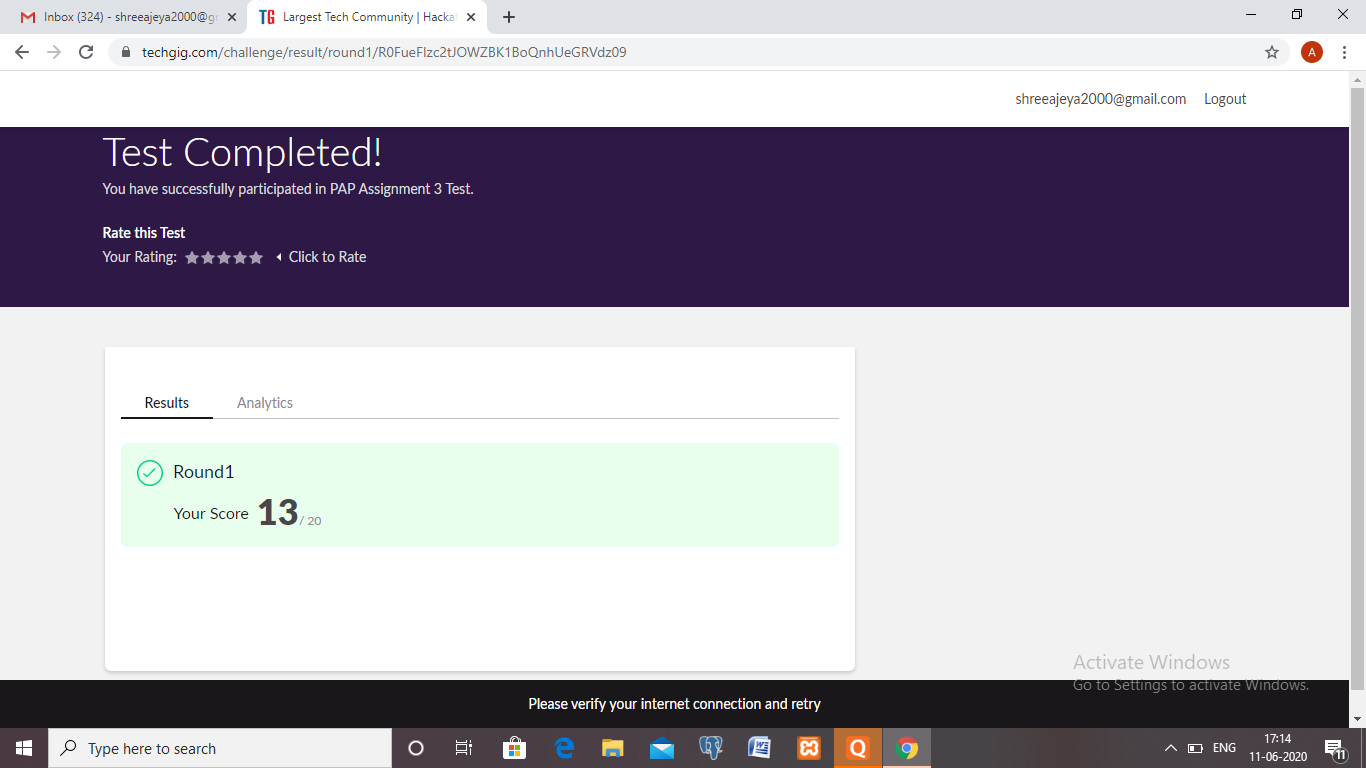 Inbox (324) - shreeajeya2000@g
Largest Tech Community | Hacka
techgig.com/challenge/result/round1/R0FueFIzc2tJOWZBK1BoQnhUeGRVdz09
A
shreeajeya2000@gmail.com Logout
Test Completed!
You have successfully participated in PAP Assignment 3 Test.
Rate this Test
Your Rating: Click to Rate
Results Analytics
Round1
Your Score 13 / 20
Activate Windows
Go to Settings to activate Windows.
Please verify your internet connection and retry
Type here to search
ENG
17:14
11-06-2020
11